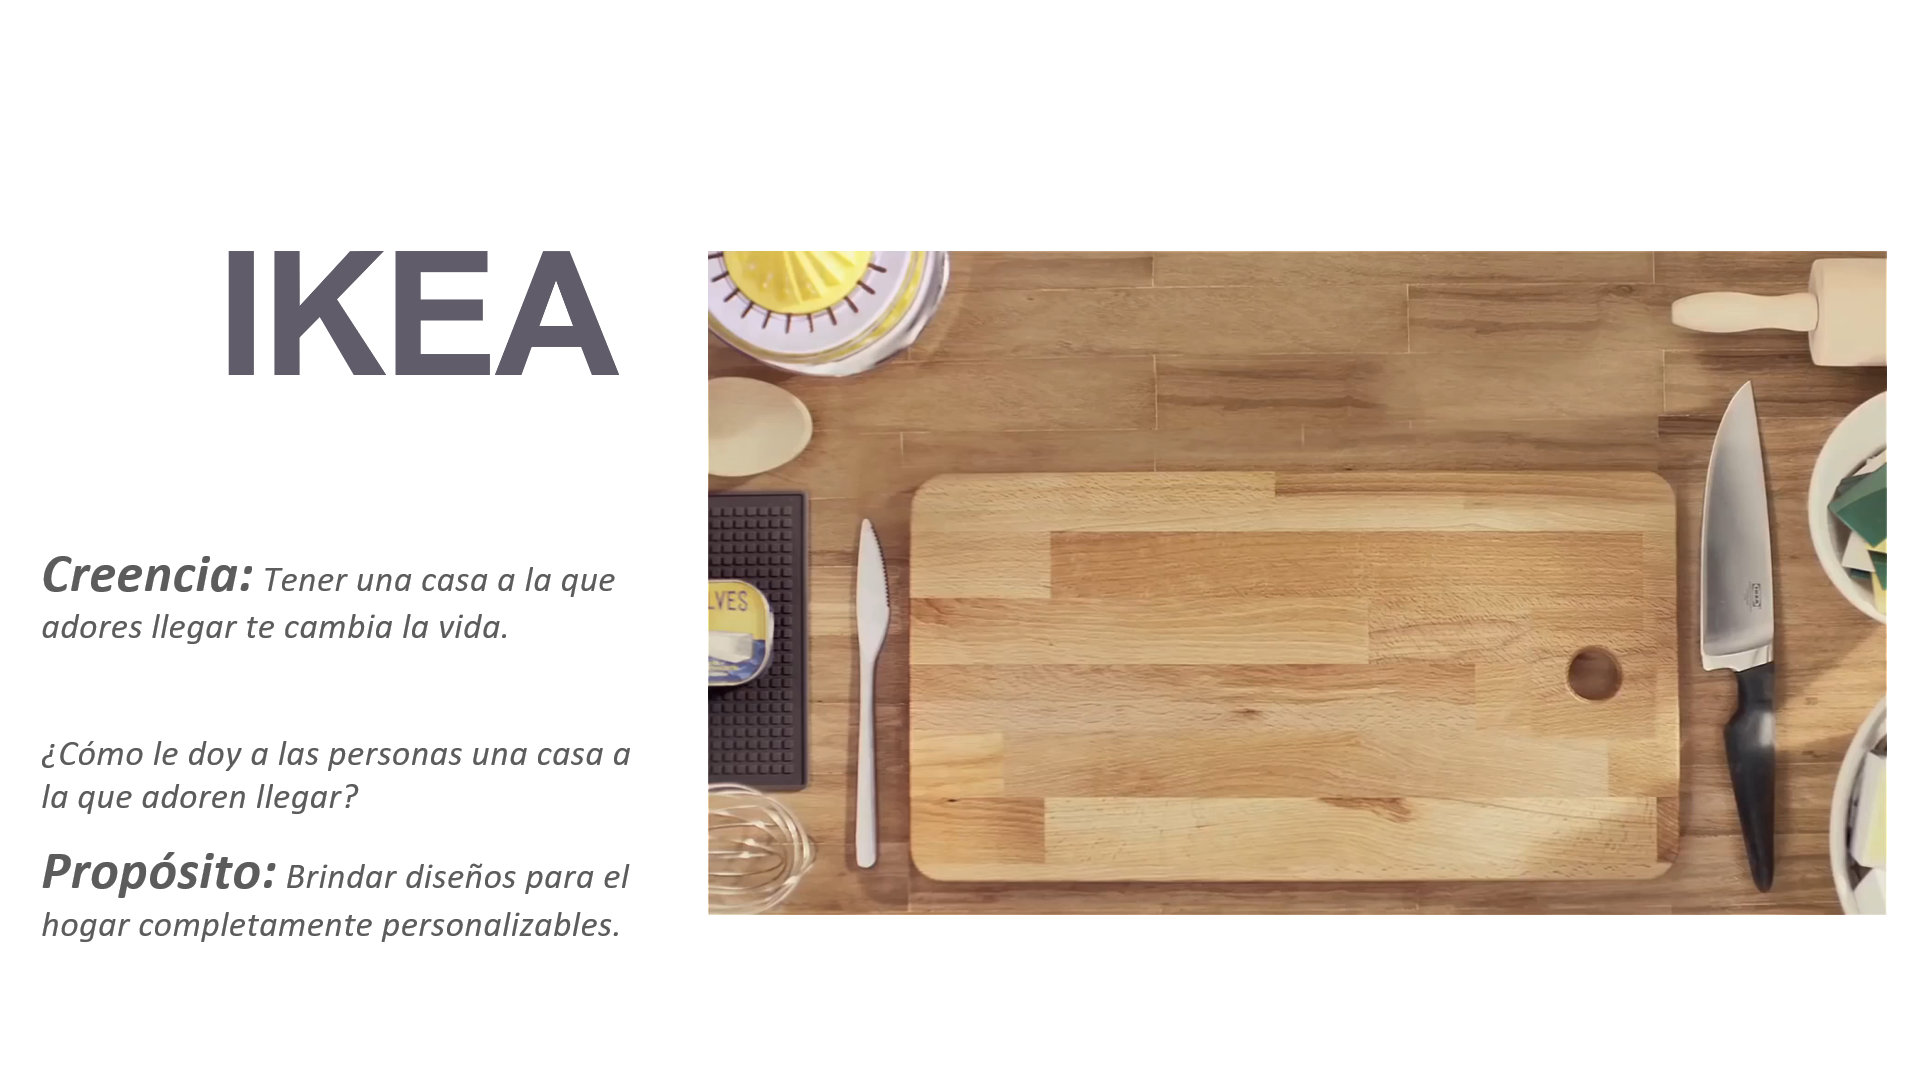 IKEA
Creencia: Tener una casa a la que
adores llegar te cambia la vida.
¿Cómo le doy a las personas una casa a
la que adoren llegar?
Propósito: Brindar diseños para el
hogar completamente personalizables.
LVES
IKEA